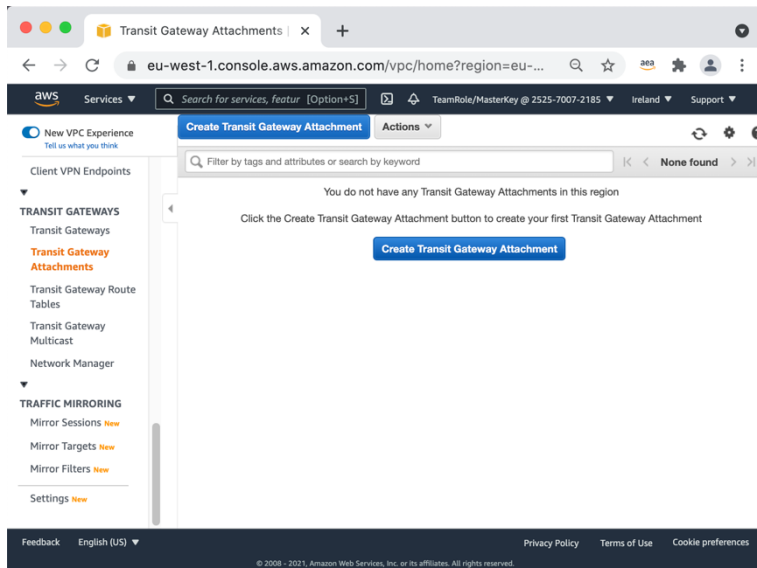 Transit Gateway Attachments |
eu-west-1.console.aws.amazon.com/vpc/home?region=eu-...
aea
aws
Services
Search for services, featur [Option+S]
TeamRole/MasterKey @ 2525-7007-2185
Ireland
Support
New VPC Experience
Tell us what you think
Client VPN Endpoints
TRANSIT GATEWAYS
Transit Gateways
Transit Gateway
Attachments
Transit Gateway Route
Tables
Transit Gateway
Multicast
Network Manager
TRAFFIC MIRRORING
Mirror Sessions New
Mirror Targets New
Mirror Filters New
Settings New
Create Transit Gateway Attachment
Actions
Filter by tags and attributes or search by keyword
None found
You do not have any Transit Gateway Attachments in this region
Click the Create Transit Gateway Attachment button to create your first Transit Gateway Attachment
Create Transit Gateway Attachment
Feedback
English (US)
Privacy Policy
Terms of Use
Cookie preferences
© 2008 - 2021, Amazon Web Services, Inc. or its affiliates. All rights reserved.